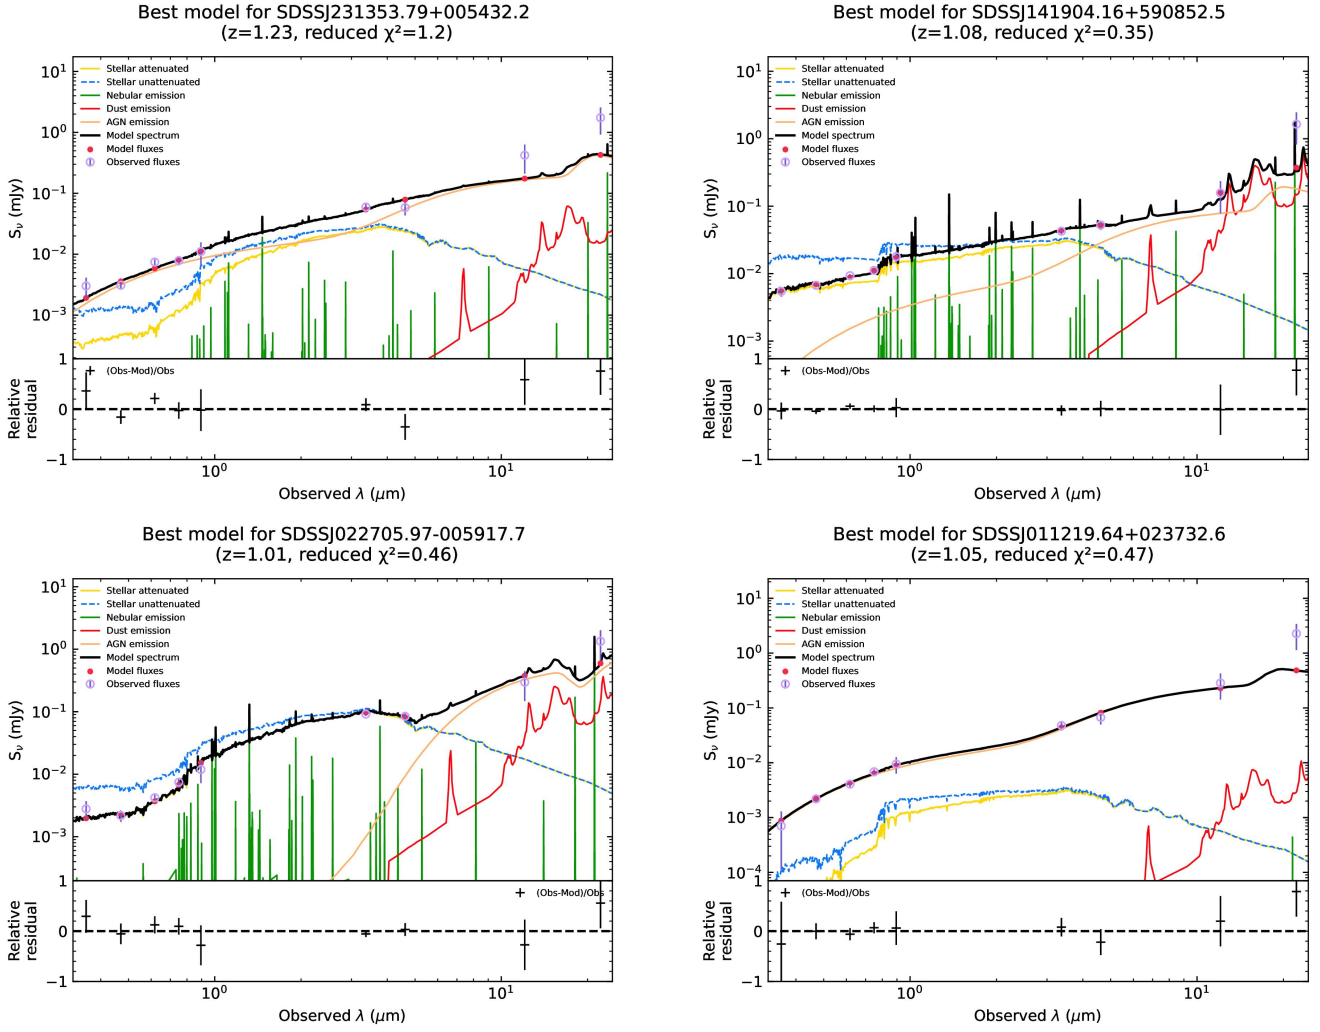 Best model for SDSSJ231353.79+005432.2
(z=1.23, reduced χ²=1.2)
10¹
10⁰
10⁻¹
10⁻²
10⁻³
Sν (mJy)
Stellar attenuated
Stellar unattenuated
Nebular emission
Dust emission
AGN emission
Model spectrum
Model fluxes
Observed fluxes
1
0
−1
Relative
residual
(Obs-Mod)/Obs
10⁰
10¹
Observed λ (μm)
Best model for SDSSJ141904.16+590852.5
(z=1.08, reduced χ²=0.35)
10¹
10⁰
10⁻¹
10⁻²
10⁻³
Sν (mJy)
Stellar attenuated
Stellar unattenuated
Nebular emission
Dust emission
AGN emission
Model spectrum
Model fluxes
Observed fluxes
1
0
−1
Relative
residual
(Obs-Mod)/Obs
10⁰
10¹
Observed λ (μm)
Best model for SDSSJ022705.97-005917.7
(z=1.01, reduced χ²=0.46)
10¹
10⁰
10⁻¹
10⁻²
10⁻³
Sν (mJy)
Stellar attenuated
Stellar unattenuated
Nebular emission
Dust emission
AGN emission
Model spectrum
Model fluxes
Observed fluxes
1
0
−1
Relative
residual
(Obs-Mod)/Obs
10⁰
10¹
Observed λ (μm)
Best model for SDSSJ011219.64+023732.6
(z=1.05, reduced χ²=0.47)
10¹
10⁰
10⁻¹
10⁻²
10⁻³
10⁻⁴
Sν (mJy)
Stellar attenuated
Stellar unattenuated
Nebular emission
Dust emission
AGN emission
Model spectrum
Model fluxes
Observed fluxes
1
0
−1
Relative
residual
(Obs-Mod)/Obs
10⁰
10¹
Observed λ (μm)